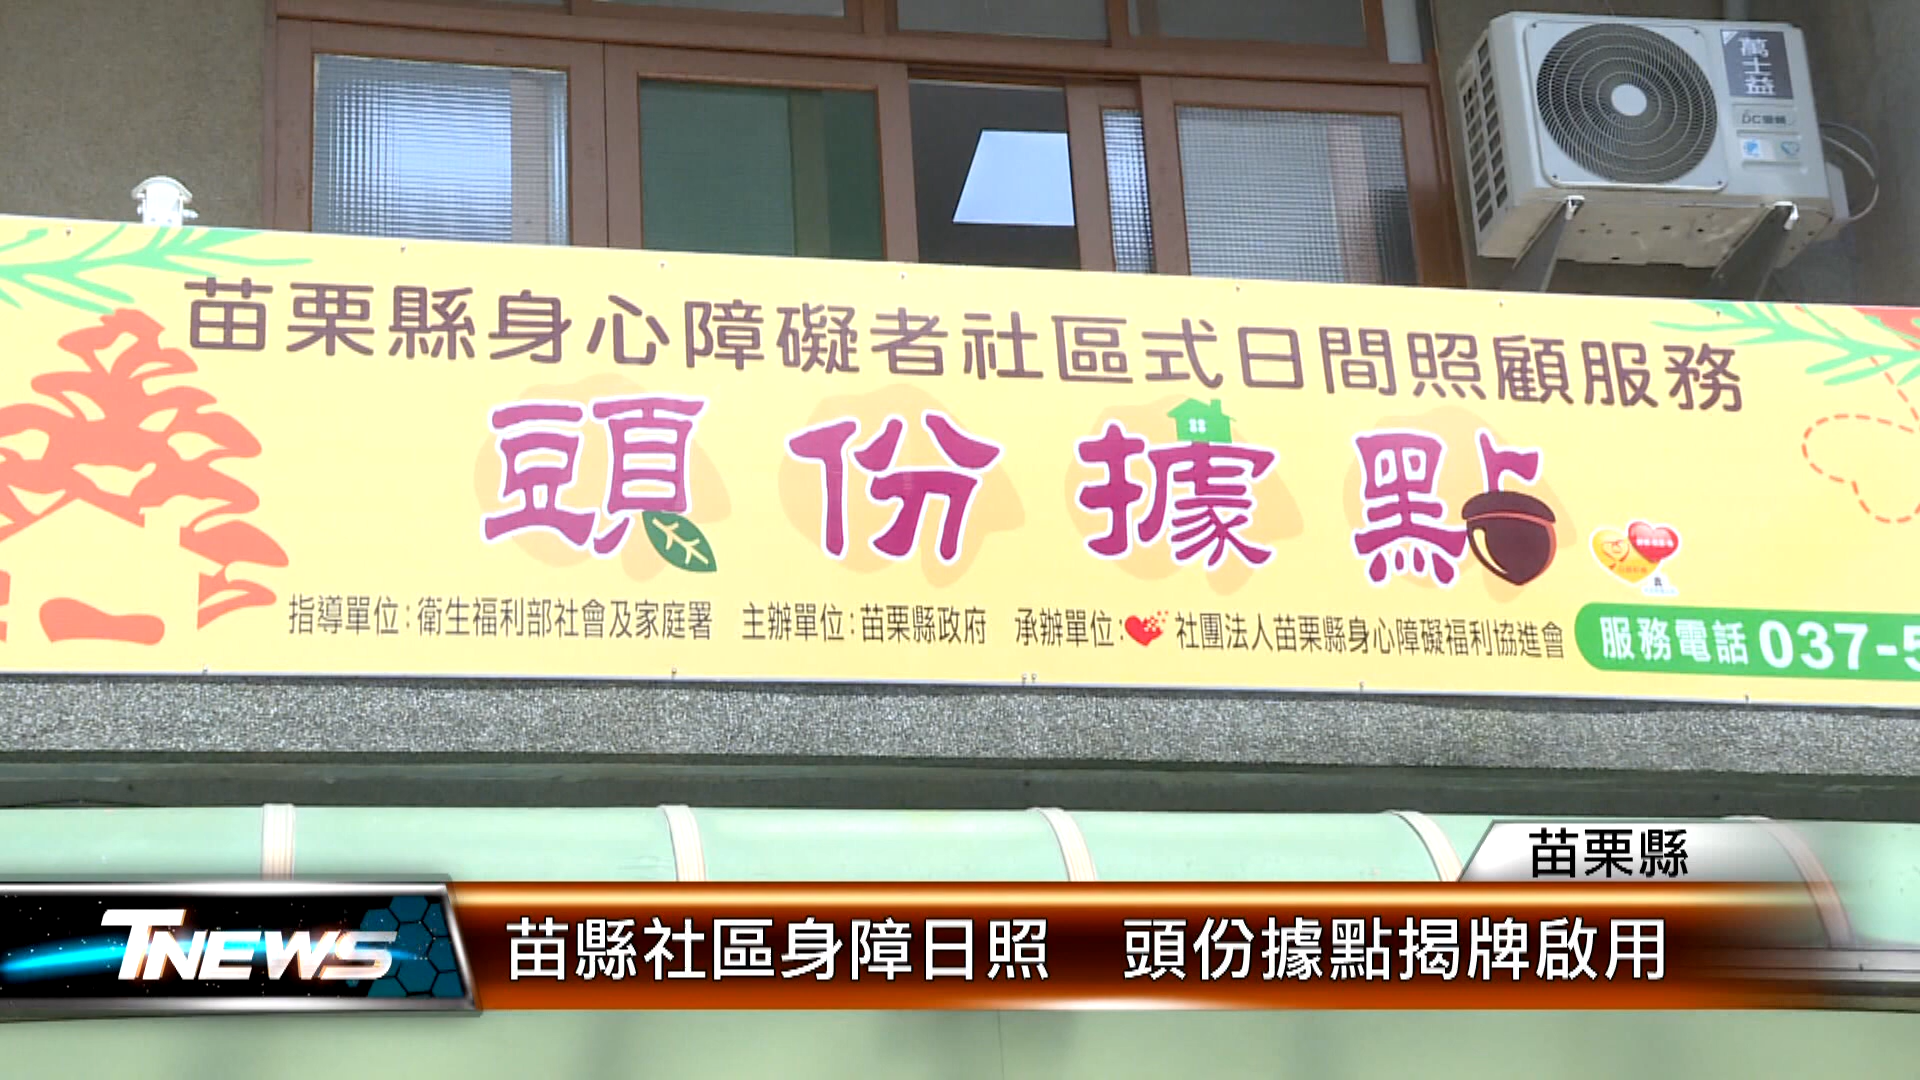 萬士益
DC變頻
苗栗縣身心障礙者社區式日間照顧服務
頭份據點
指導單位:衛生福利部社會及家庭署 主辦單位:苗栗縣政府 承辦單位: 社團法人苗栗縣身心障礙福利協進會
服務電話 037-5
苗栗縣
TNEWS 苗縣社區身障日照 頭份據點揭牌啟用